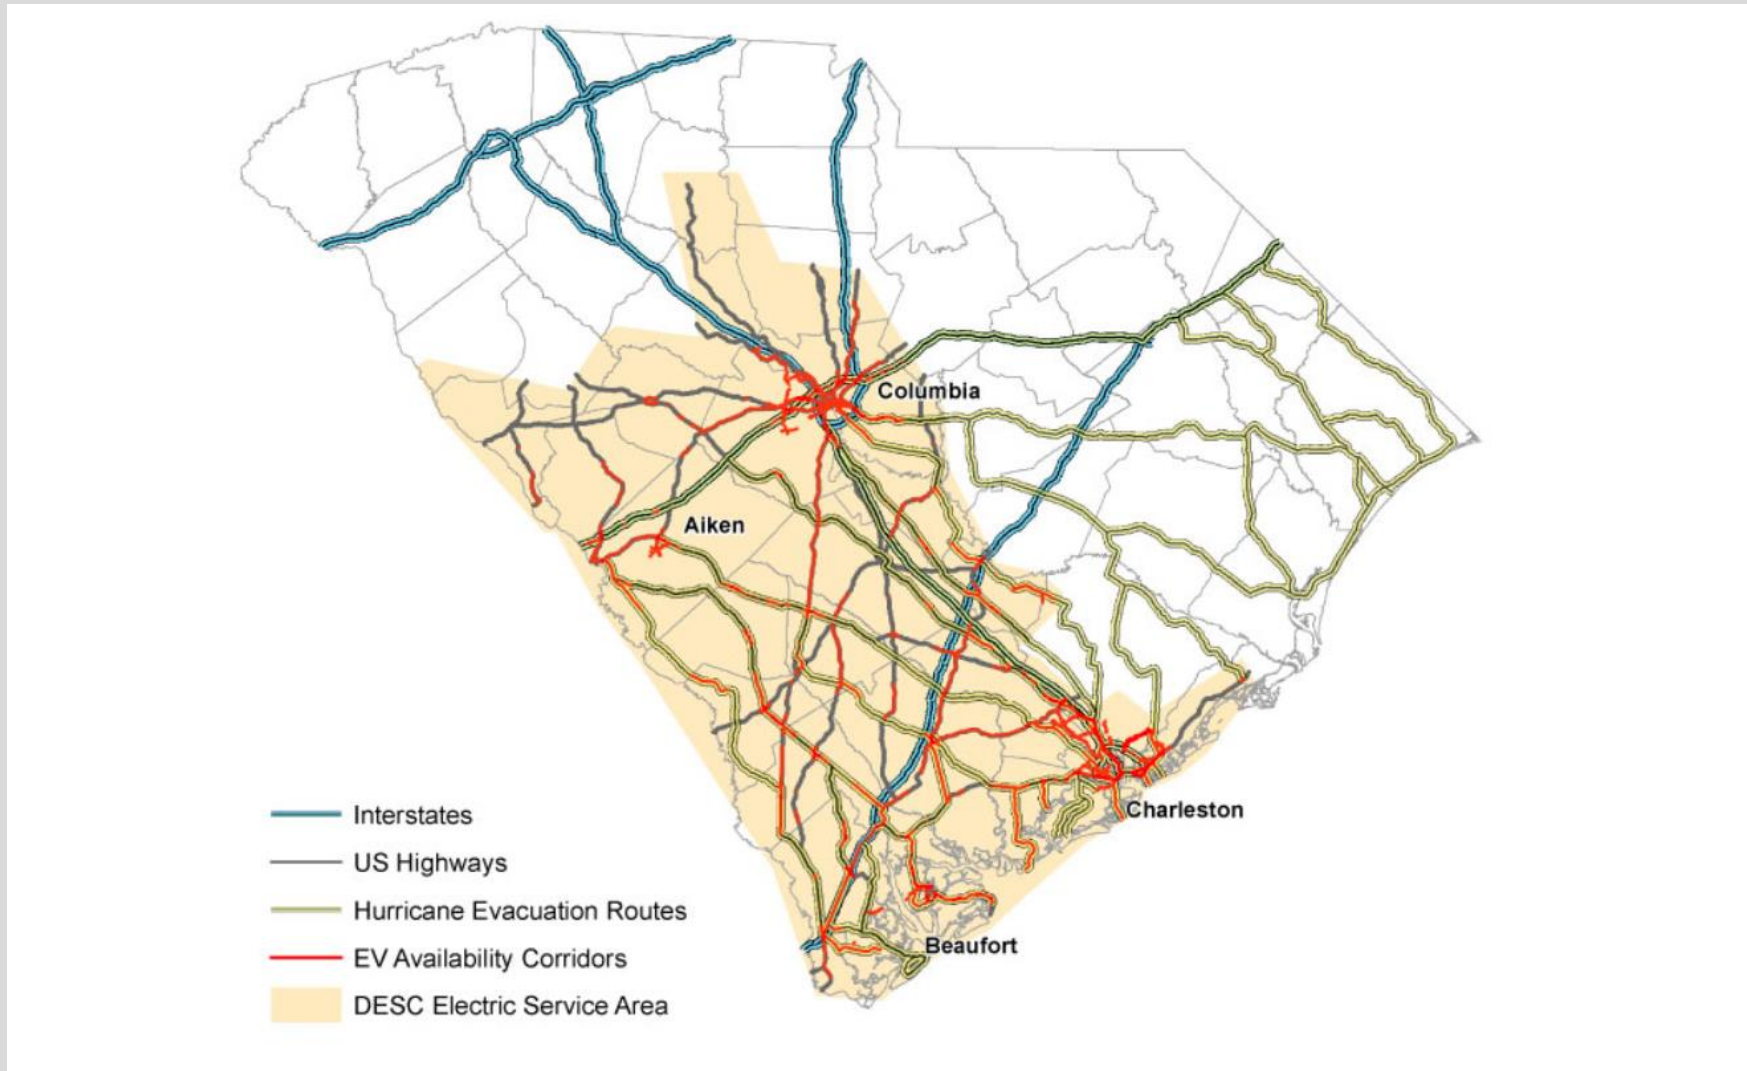 Columbia
Aiken
Charleston
Beaufort
Interstates
US Highways
Hurricane Evacuation Routes
EV Availability Corridors
DESC Electric Service Area